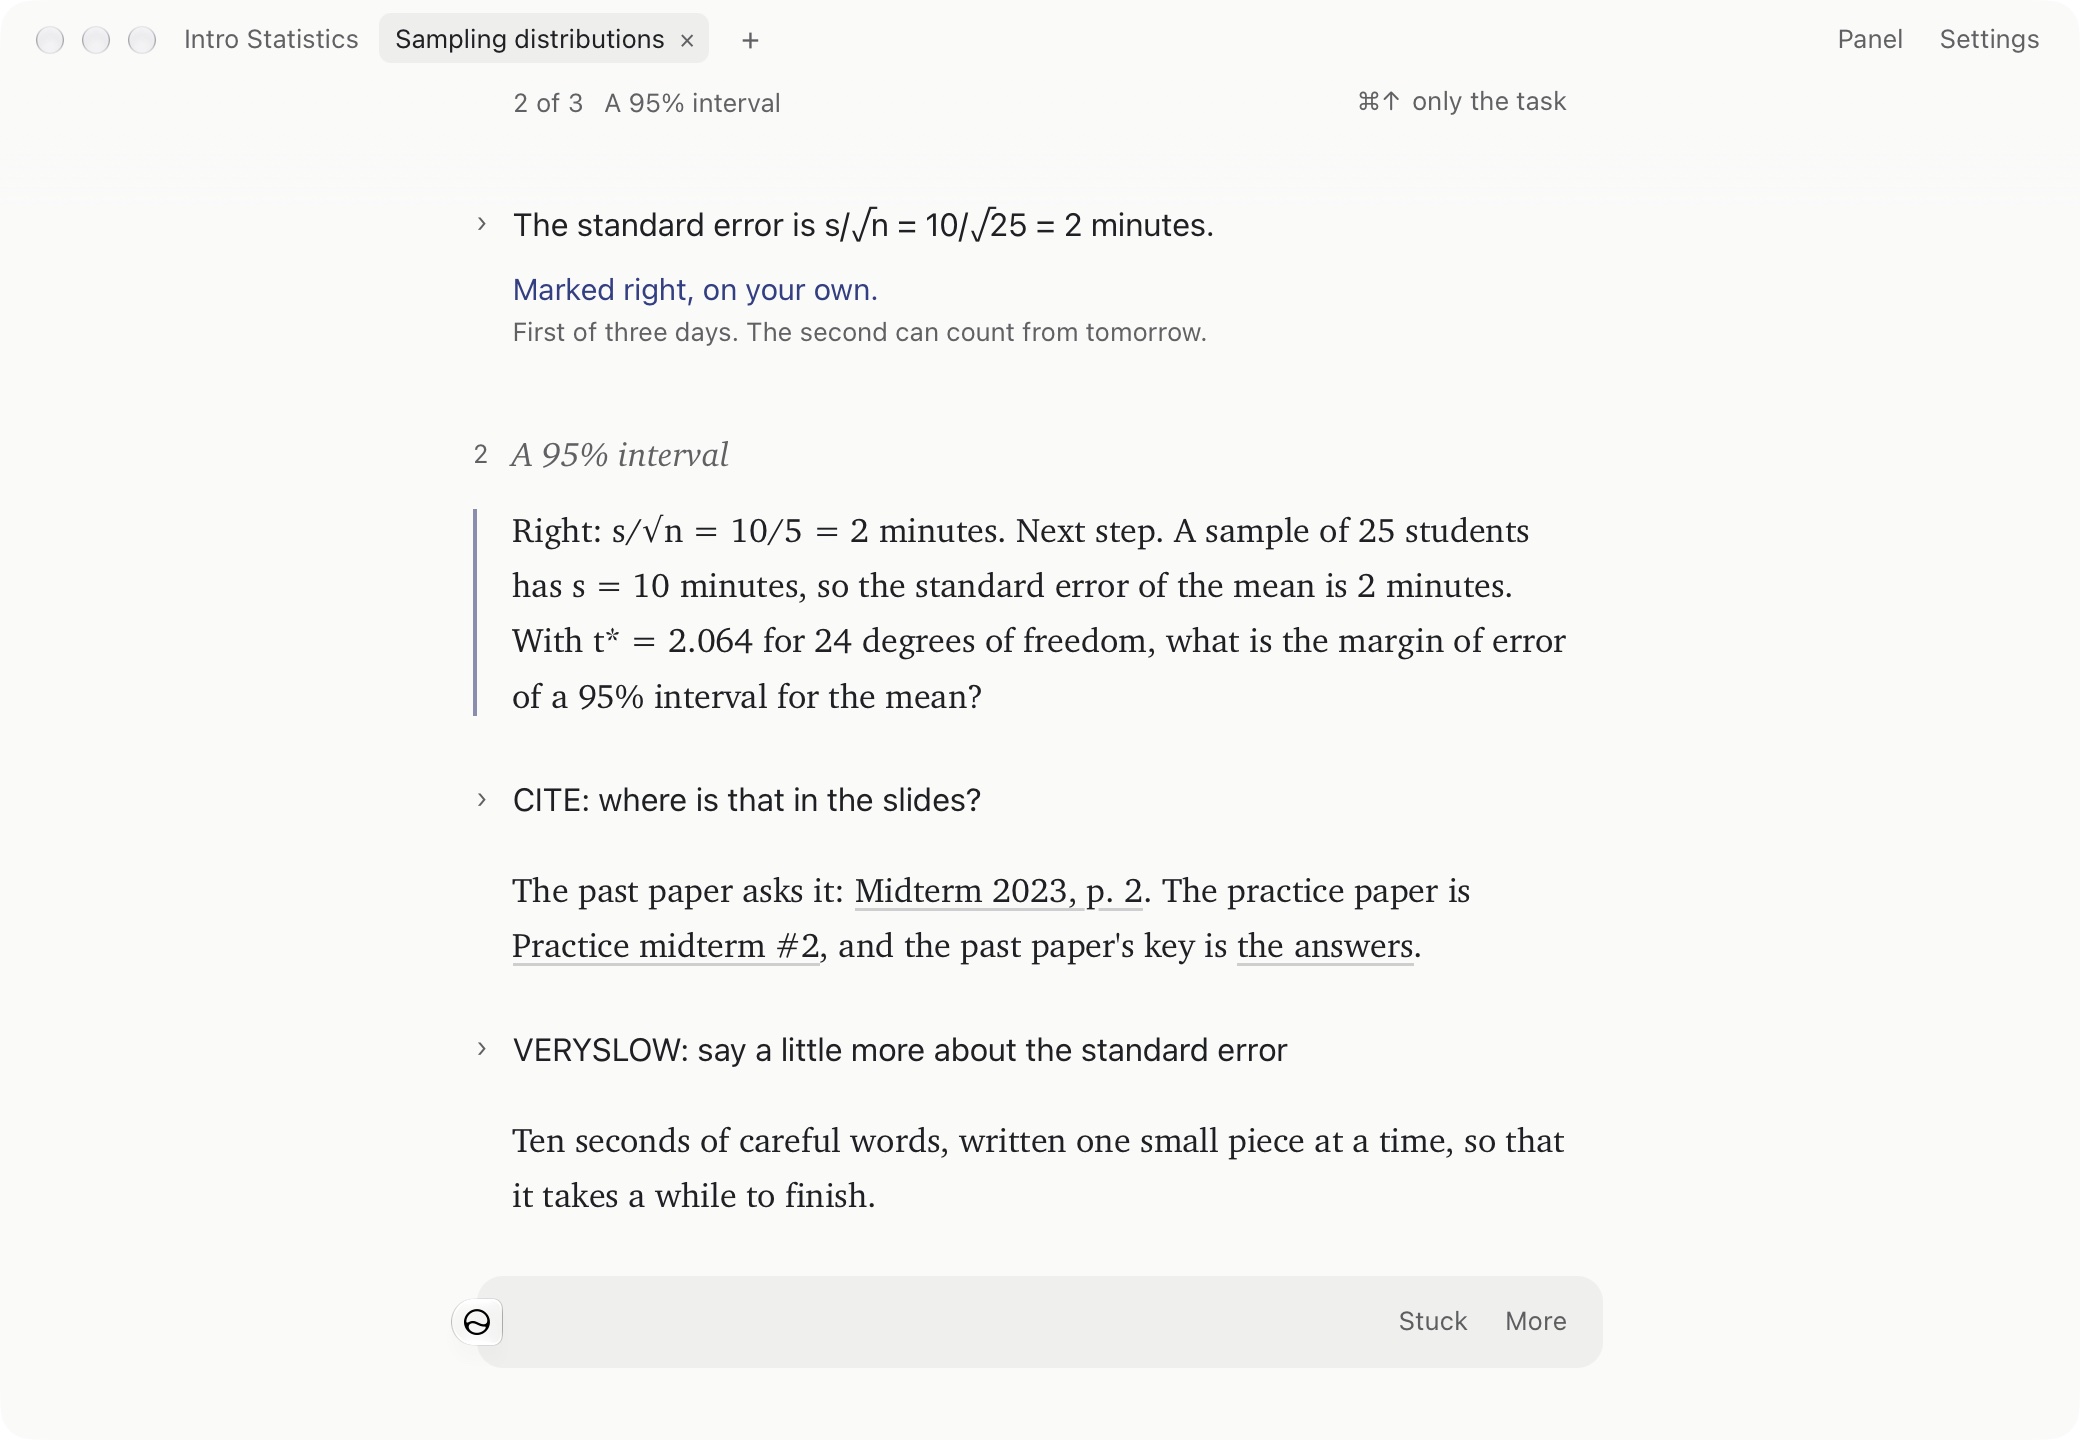 Intro Statistics
Sampling distributions ×
+
Panel
Settings
2 of 3 A 95% interval
⌘↑ only the task
› The standard error is s/√n = 10/√25 = 2 minutes.
Marked right, on your own.
First of three days. The second can count from tomorrow.
2 A 95% interval
Right: s/√n = 10/5 = 2 minutes. Next step. A sample of 25 students
has s = 10 minutes, so the standard error of the mean is 2 minutes.
With t* = 2.064 for 24 degrees of freedom, what is the margin of error
of a 95% interval for the mean?
› CITE: where is that in the slides?
The past paper asks it: Midterm 2023, p. 2. The practice paper is
Practice midterm #2, and the past paper's key is the answers.
› VERYSLOW: say a little more about the standard error
Ten seconds of careful words, written one small piece at a time, so that
it takes a while to finish.
Stuck
More